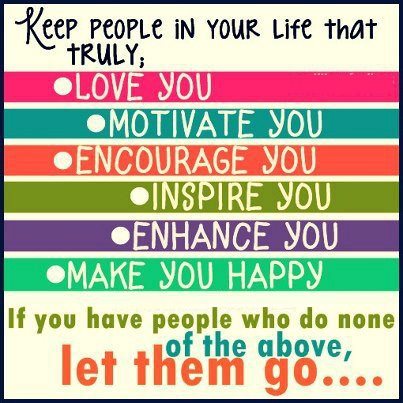 Keep people in your life that
truly;
•LOVE YOU
•MOTIVATE YOU
•ENCOURAGE YOU
•INSPIRE YOU
•ENHANCE YOU
•MAKE YOU HAPPY
If you have people who do none
of the above,
let them go....